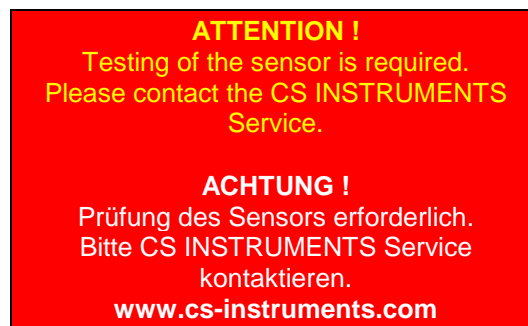 ATTENTION !
Testing of the sensor is required.
Please contact the CS INSTRUMENTS
Service.
ACHTUNG !
Prüfung des Sensors erforderlich.
Bitte CS INSTRUMENTS Service
kontaktieren.
www.cs-instruments.com